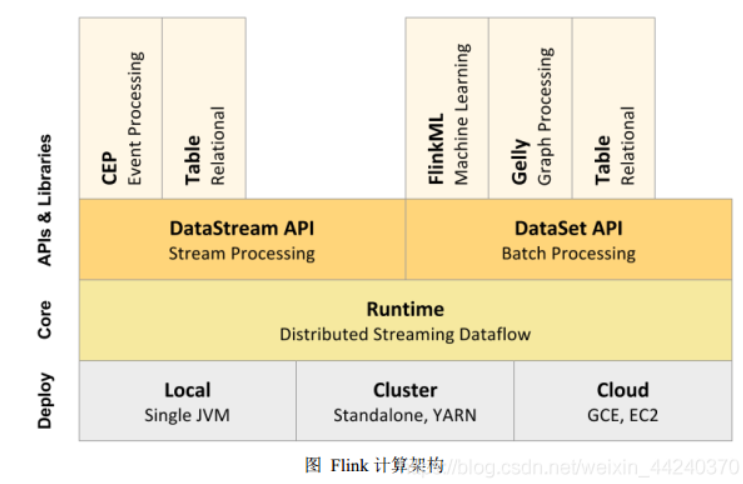 APIs & Libraries
CEP
Event Processing
Table
Relational
FlinkML
Machine Learning
Gelly
Graph Processing
Table
Relational
DataStream API
Stream Processing
DataSet API
Batch Processing
Core
Runtime
Distributed Streaming Dataflow
Deploy
Local
Single JVM
Cluster
Standalone, YARN
Cloud
GCE, EC2
图 Flink 计算架构
blog.csdn.net/weixin_44240370